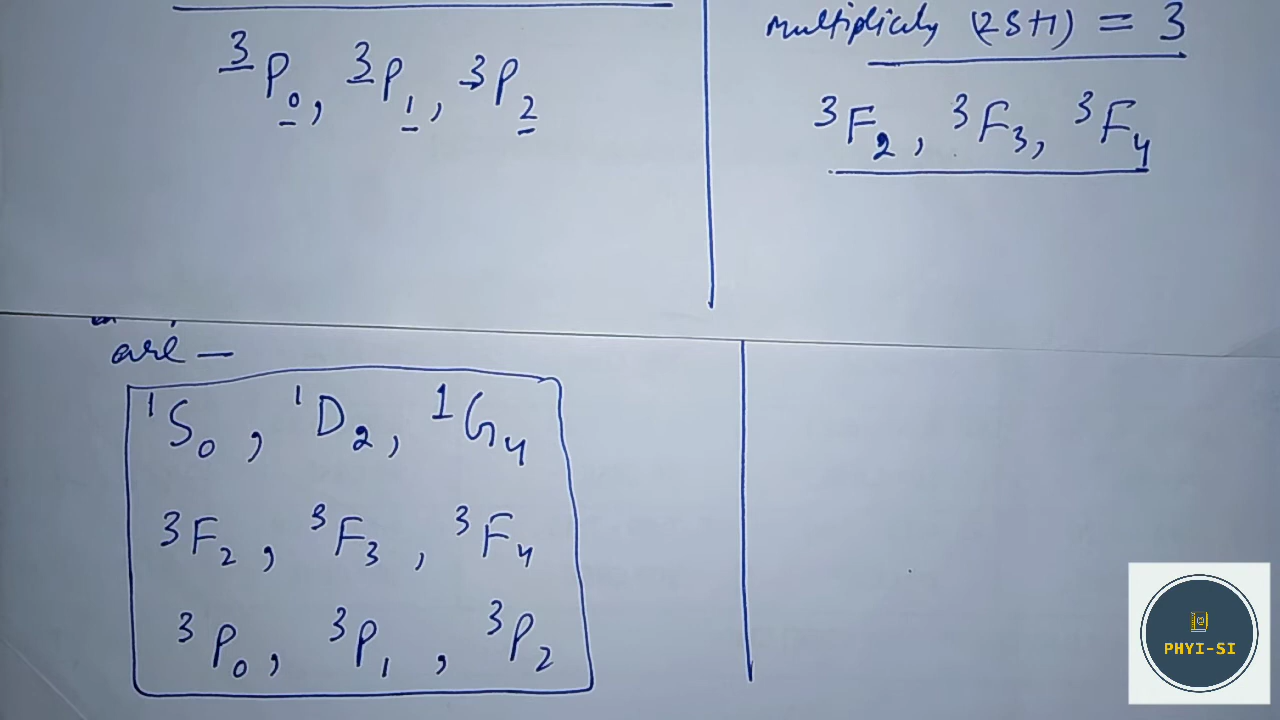 ³P₀, ³P₁, ³P₂
multiplicity (2S+1) = 3
³F₂, ³F₃, ³F₄
are —
¹S₀, ¹D₂, ¹G₄
³F₂, ³F₃, ³F₄
³P₀, ³P₁, ³P₂
PHYI-SI